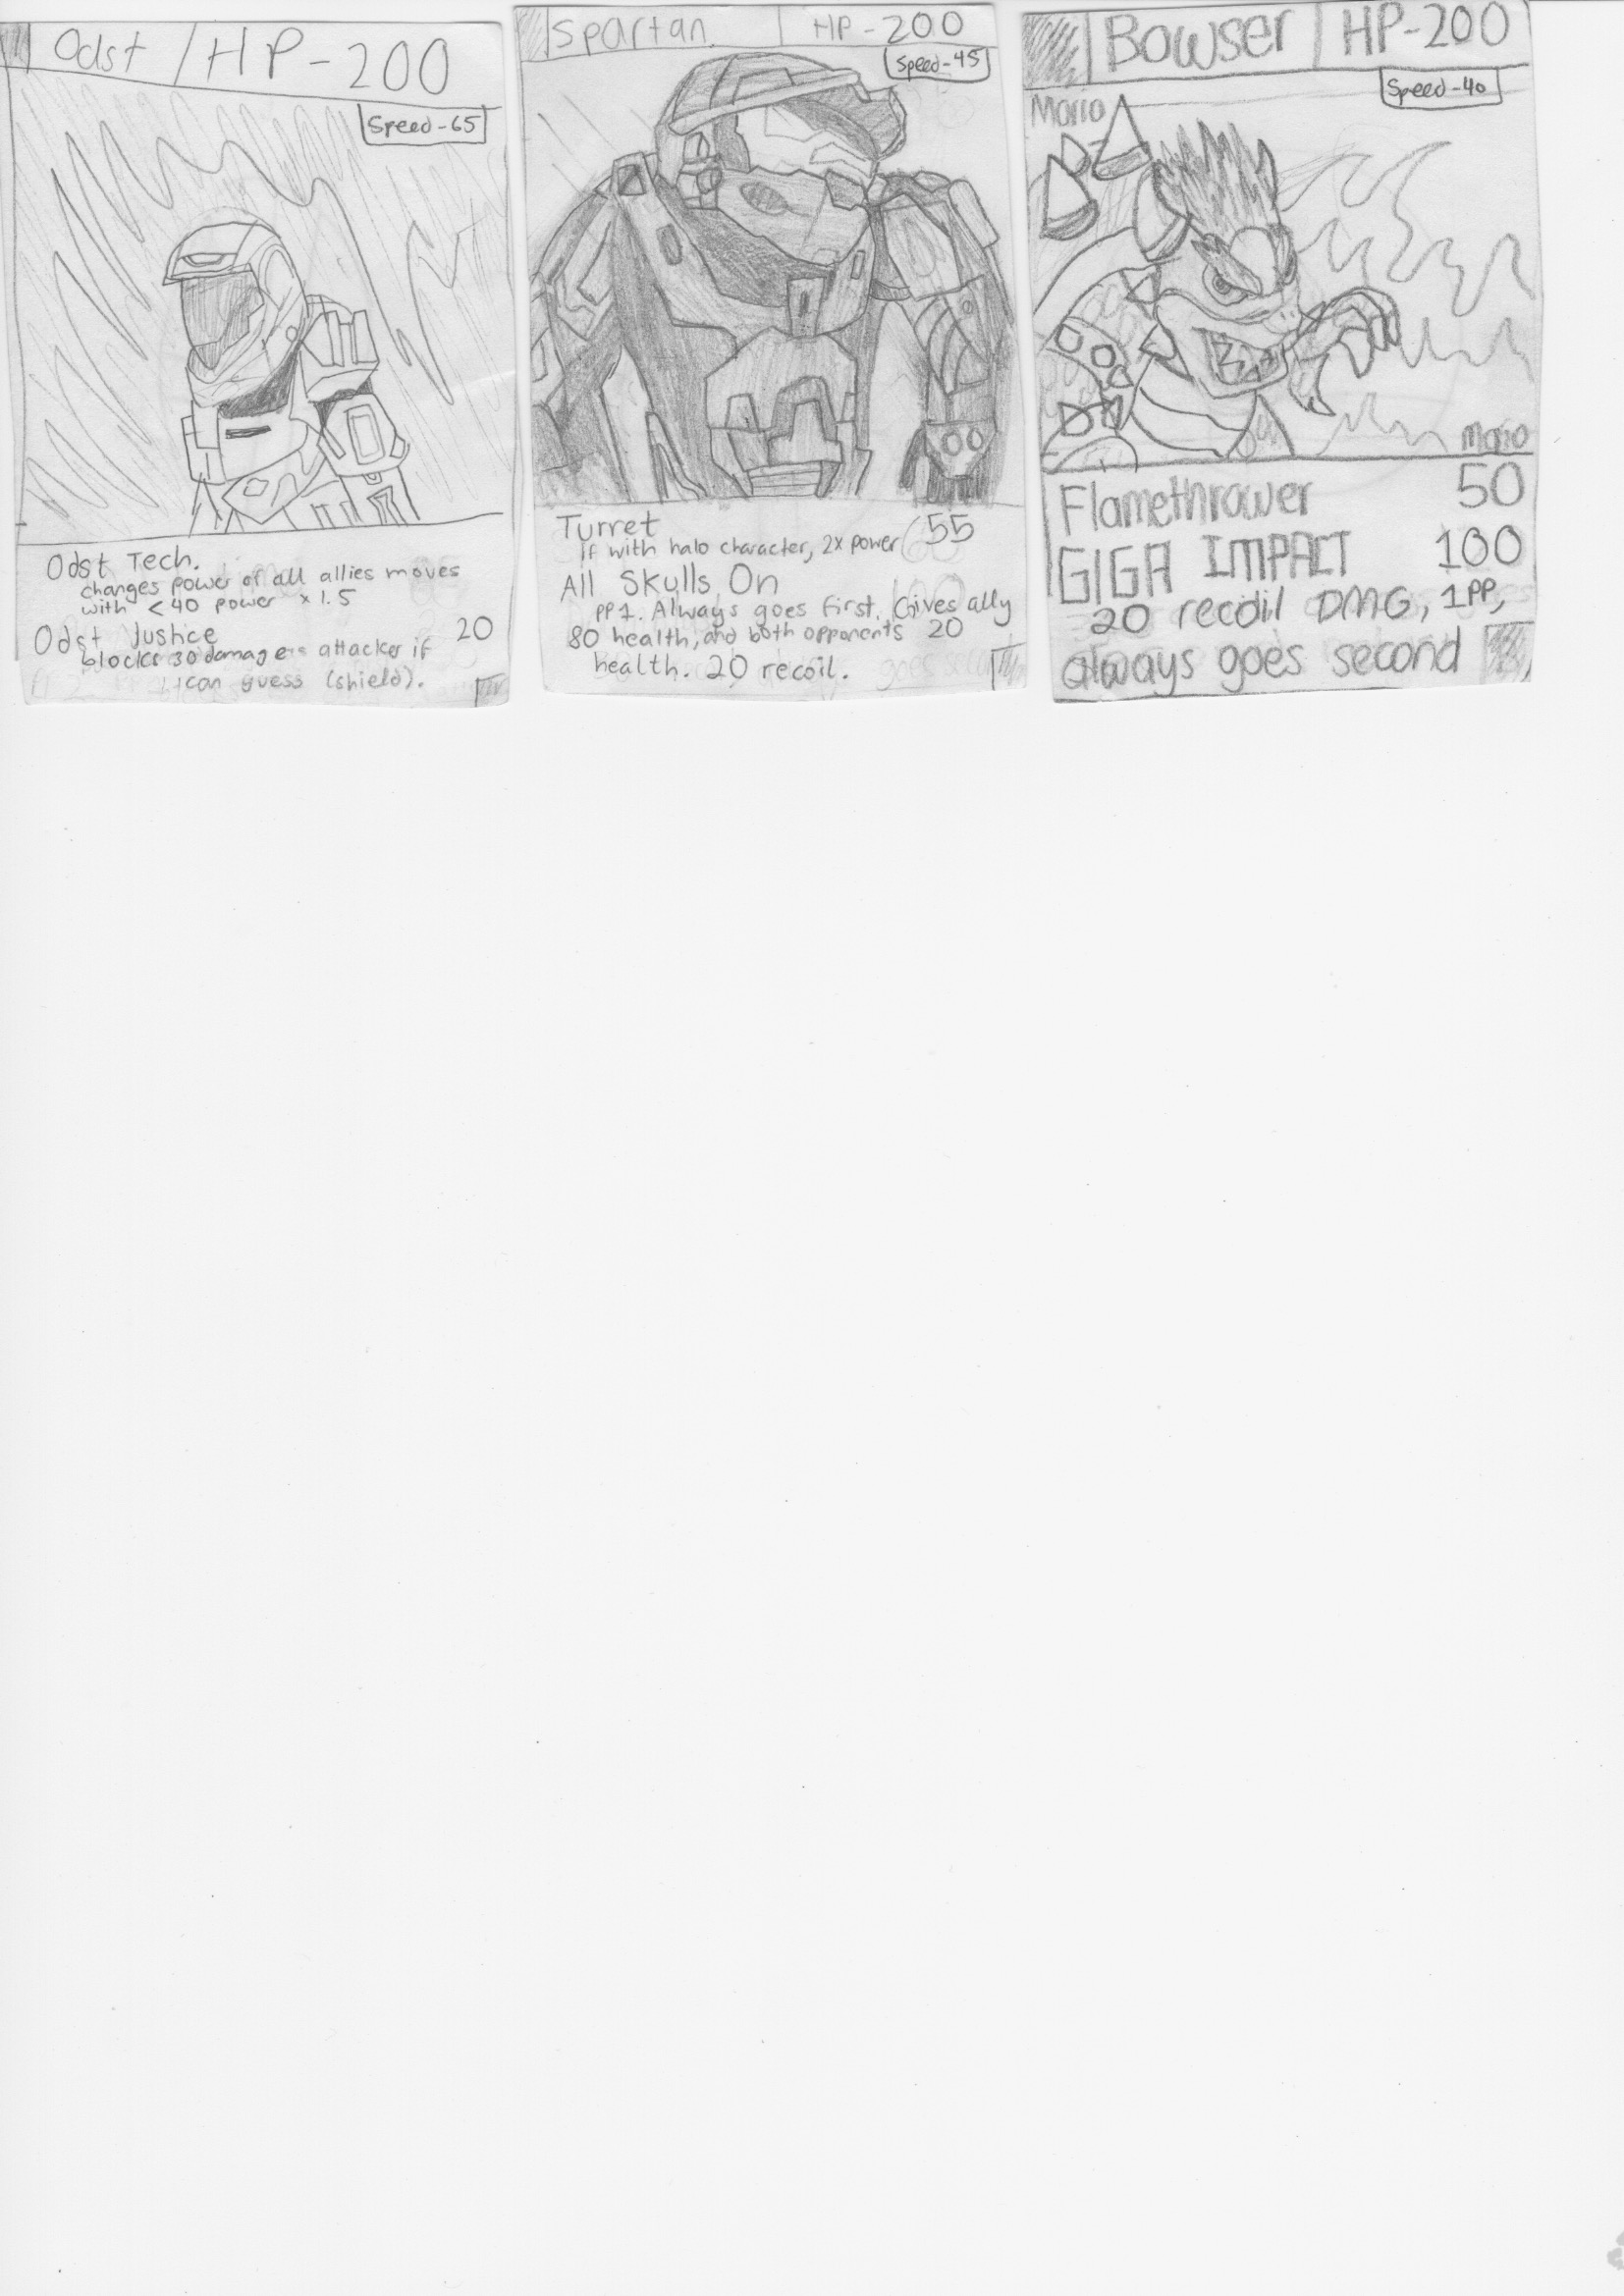 Odst HP-200
Speed-65
Odst Tech.
changes power of all allies moves
with <40 power ×1.5
Odst Justice 20
blocks 30 damage attacker if
can guess (shield).
Spartan HP-200
Speed-45
Turret 55
If with halo character, 2x power
All Skulls On
PP1. Always goes first. Gives ally
80 health, and both opponents 20
health. 20 recoil.
Bowser HP-200
Speed-40
Mario
Mario
Flamethrower 50
GIGA IMPACT 100
20 recoil DMG, 1PP,
always goes second